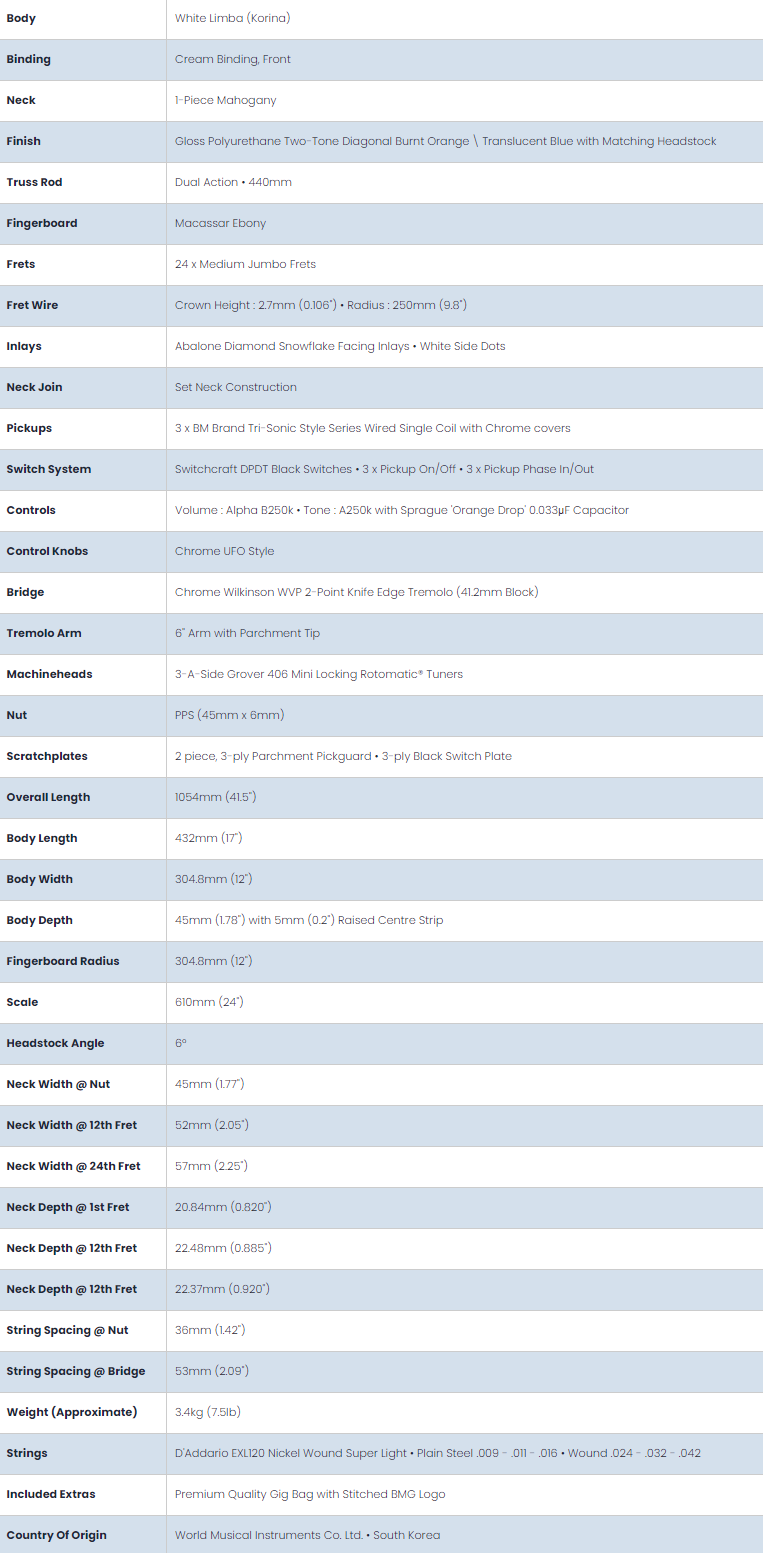 Body White Limba (Korina)
Binding Cream Binding, Front
Neck 1-Piece Mahogany
Finish Gloss Polyurethane Two-Tone Diagonal Burnt Orange \ Translucent Blue with Matching Headstock
Truss Rod Dual Action • 440mm
Fingerboard Macassar Ebony
Frets 24 x Medium Jumbo Frets
Fret Wire Crown Height : 2.7mm (0.106") • Radius : 250mm (9.8")
Inlays Abalone Diamond Snowflake Facing Inlays • White Side Dots
Neck Join Set Neck Construction
Pickups 3 x BM Brand Tri-Sonic Style Series Wired Single Coil with Chrome covers
Switch System Switchcraft DPDT Black Switches • 3 x Pickup On/Off • 3 x Pickup Phase In/Out
Controls Volume : Alpha B250k • Tone : A250k with Sprague 'Orange Drop' 0.033µF Capacitor
Control Knobs Chrome UFO Style
Bridge Chrome Wilkinson WVP 2-Point Knife Edge Tremolo (41.2mm Block)
Tremolo Arm 6" Arm with Parchment Tip
Machineheads 3-A-Side Grover 406 Mini Locking Rotomatic® Tuners
Nut PPS (45mm x 6mm)
Scratchplates 2 piece, 3-ply Parchment Pickguard • 3-ply Black Switch Plate
Overall Length 1054mm (41.5")
Body Length 432mm (17")
Body Width 304.8mm (12")
Body Depth 45mm (1.78") with 5mm (0.2") Raised Centre Strip
Fingerboard Radius 304.8mm (12")
Scale 610mm (24")
Headstock Angle 6°
Neck Width @ Nut 45mm (1.77")
Neck Width @ 12th Fret 52mm (2.05")
Neck Width @ 24th Fret 57mm (2.25")
Neck Depth @ 1st Fret 20.84mm (0.820")
Neck Depth @ 12th Fret 22.48mm (0.885")
Neck Depth @ 12th Fret 22.37mm (0.920")
String Spacing @ Nut 36mm (1.42")
String Spacing @ Bridge 53mm (2.09")
Weight (Approximate) 3.4kg (7.5lb)
Strings D'Addario EXL120 Nickel Wound Super Light • Plain Steel .009 - .011 - .016 • Wound .024 - .032 - .042
Included Extras Premium Quality Gig Bag with Stitched BMG Logo
Country Of Origin World Musical Instruments Co. Ltd. • South Korea